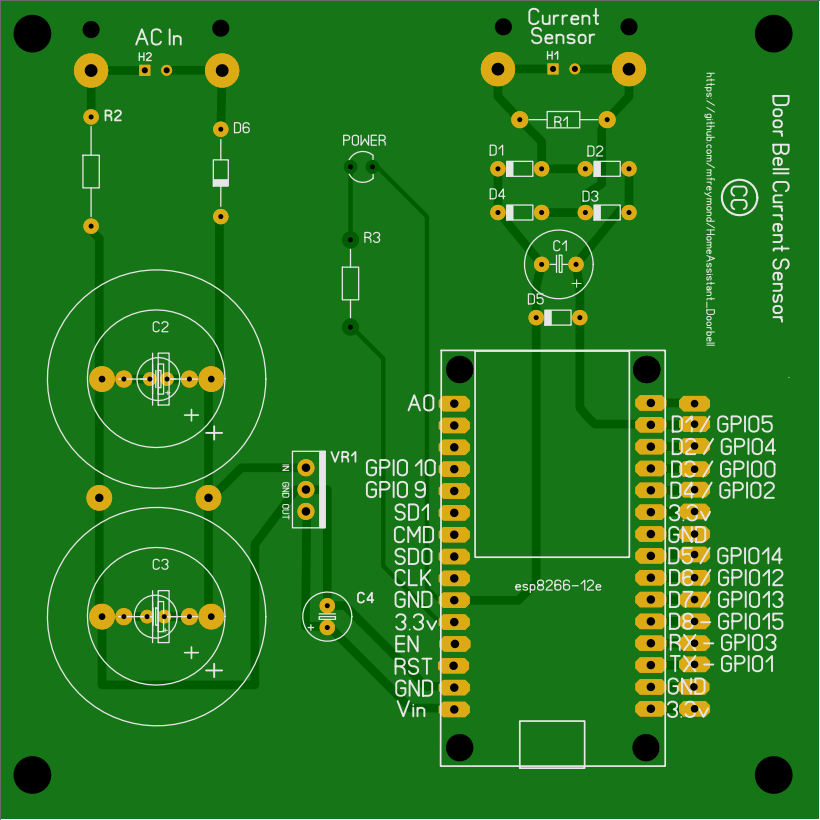 AC In
H2
R2
D6
POWER
R3
Current
Sensor
H1
R1
D1
D2
D4
D3
C1
+
D5
Door Bell Current Sensor
https://github.com/mfreymond/HomeAssistant_Doorbell
CC
C2
+
+
C3
+
+
VR1
IN
GND
OUT
C4
+
esp8266-12e
A0
GPIO 10
GPIO 9
SD1
CMD
SD0
CLK
GND
3.3v
EN
RST
GND
Vin
D1/ GPIO5
D2/ GPIO4
D3/ GPIO0
D4/ GPIO2
3.3v
GND
D5/ GPIO14
D6/ GPIO12
D7/ GPIO13
D8 - GPIO15
RX - GPIO3
TX - GPIO1
GND
3.3v